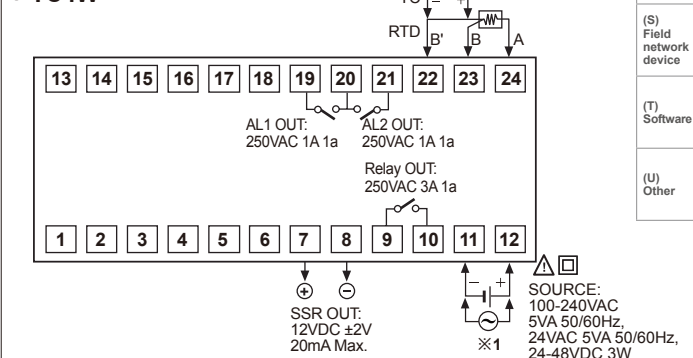 TC
RTD
B'
B
A
13 14 15 16 17 18 19 20 21 22 23 24
AL1 OUT:
250VAC 1A 1a
AL2 OUT:
250VAC 1A 1a
Relay OUT:
250VAC 3A 1a
1 2 3 4 5 6 7 8 9 10 11 12
SSR OUT:
12VDC ±2V
20mA Max.
※1
SOURCE:
100-240VAC
5VA 50/60Hz,
24VAC 5VA 50/60Hz,
24-48VDC 3W
(S)
Field
network
device
(T)
Software
(U)
Other